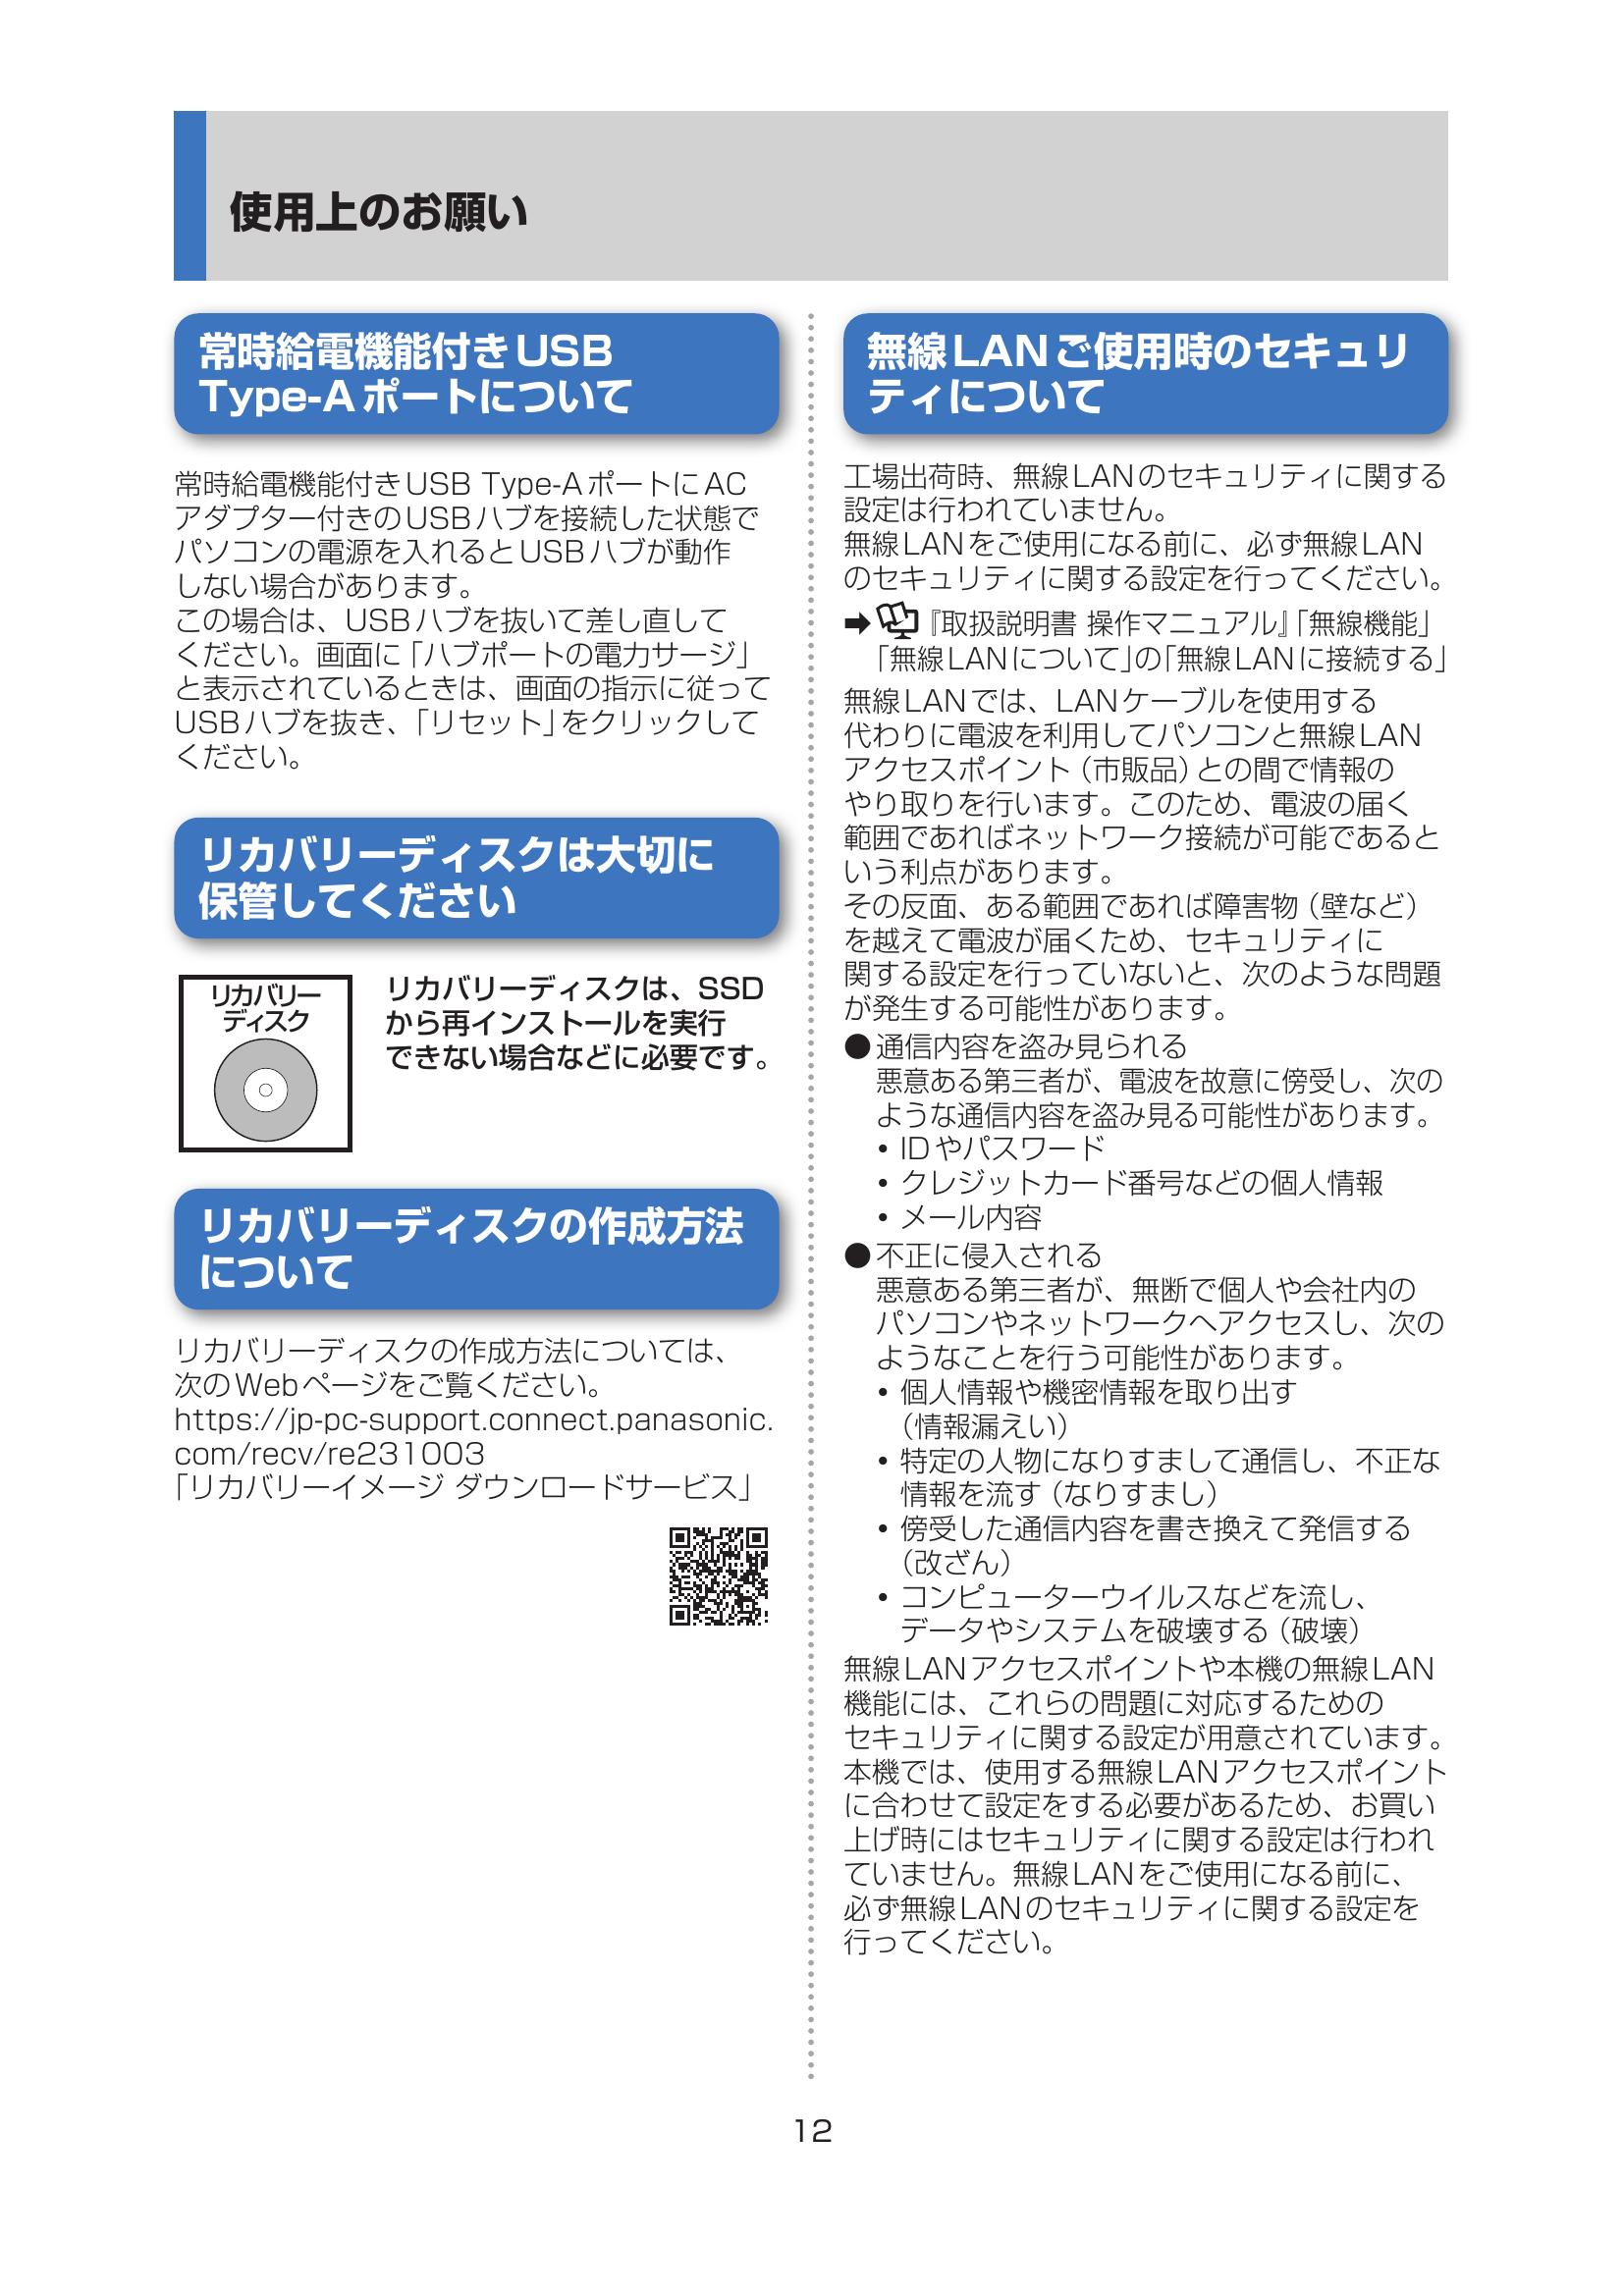 使用上のお願い
常時給電機能付きUSB
Type-Aポートについて
常時給電機能付きUSB Type-AポートにAC
アダプター付きのUSBハブを接続した状態で
パソコンの電源を入れるとUSBハブが動作
しない場合があります。
この場合は、USBハブを抜いて差し直して
ください。画面に「ハブポートの電力サージ」
と表示されているときは、画面の指示に従って
USBハブを抜き、「リセット」をクリックして
ください。
リカバリーディスクは大切に
保管してください
リカバリー
ディスク
リカバリーディスクは、SSD
から再インストールを実行
できない場合などに必要です。
リカバリーディスクの作成方法
について
リカバリーディスクの作成方法については、
次のWebページをご覧ください。
https://jp-pc-support.connect.panasonic.
com/recv/re231003
「リカバリーイメージ ダウンロードサービス」
無線LANご使用時のセキュリ
ティについて
工場出荷時、無線LANのセキュリティに関する
設定は行われていません。
無線LANをご使用になる前に、必ず無線LAN
のセキュリティに関する設定を行ってください。
➡『取扱説明書 操作マニュアル』「無線機能」
「無線LANについて」の「無線LANに接続する」
無線LANでは、LANケーブルを使用する
代わりに電波を利用してパソコンと無線LAN
アクセスポイント（市販品）との間で情報の
やり取りを行います。このため、電波の届く
範囲であればネットワーク接続が可能であると
いう利点があります。
その反面、ある範囲であれば障害物（壁など）
を越えて電波が届くため、セキュリティに
関する設定を行っていないと、次のような問題
が発生する可能性があります。
●通信内容を盗み見られる
悪意ある第三者が、電波を故意に傍受し、次の
ような通信内容を盗み見る可能性があります。
• IDやパスワード
• クレジットカード番号などの個人情報
• メール内容
●不正に侵入される
悪意ある第三者が、無断で個人や会社内の
パソコンやネットワークへアクセスし、次の
ようなことを行う可能性があります。
• 個人情報や機密情報を取り出す
（情報漏えい）
• 特定の人物になりすまして通信し、不正な
情報を流す（なりすまし）
• 傍受した通信内容を書き換えて発信する
（改ざん）
• コンピューターウイルスなどを流し、
データやシステムを破壊する（破壊）
無線LANアクセスポイントや本機の無線LAN
機能には、これらの問題に対応するための
セキュリティに関する設定が用意されています。
本機では、使用する無線LANアクセスポイント
に合わせて設定をする必要があるため、お買い
上げ時にはセキュリティに関する設定は行われ
ていません。無線LANをご使用になる前に、
必ず無線LANのセキュリティに関する設定を
行ってください。
12